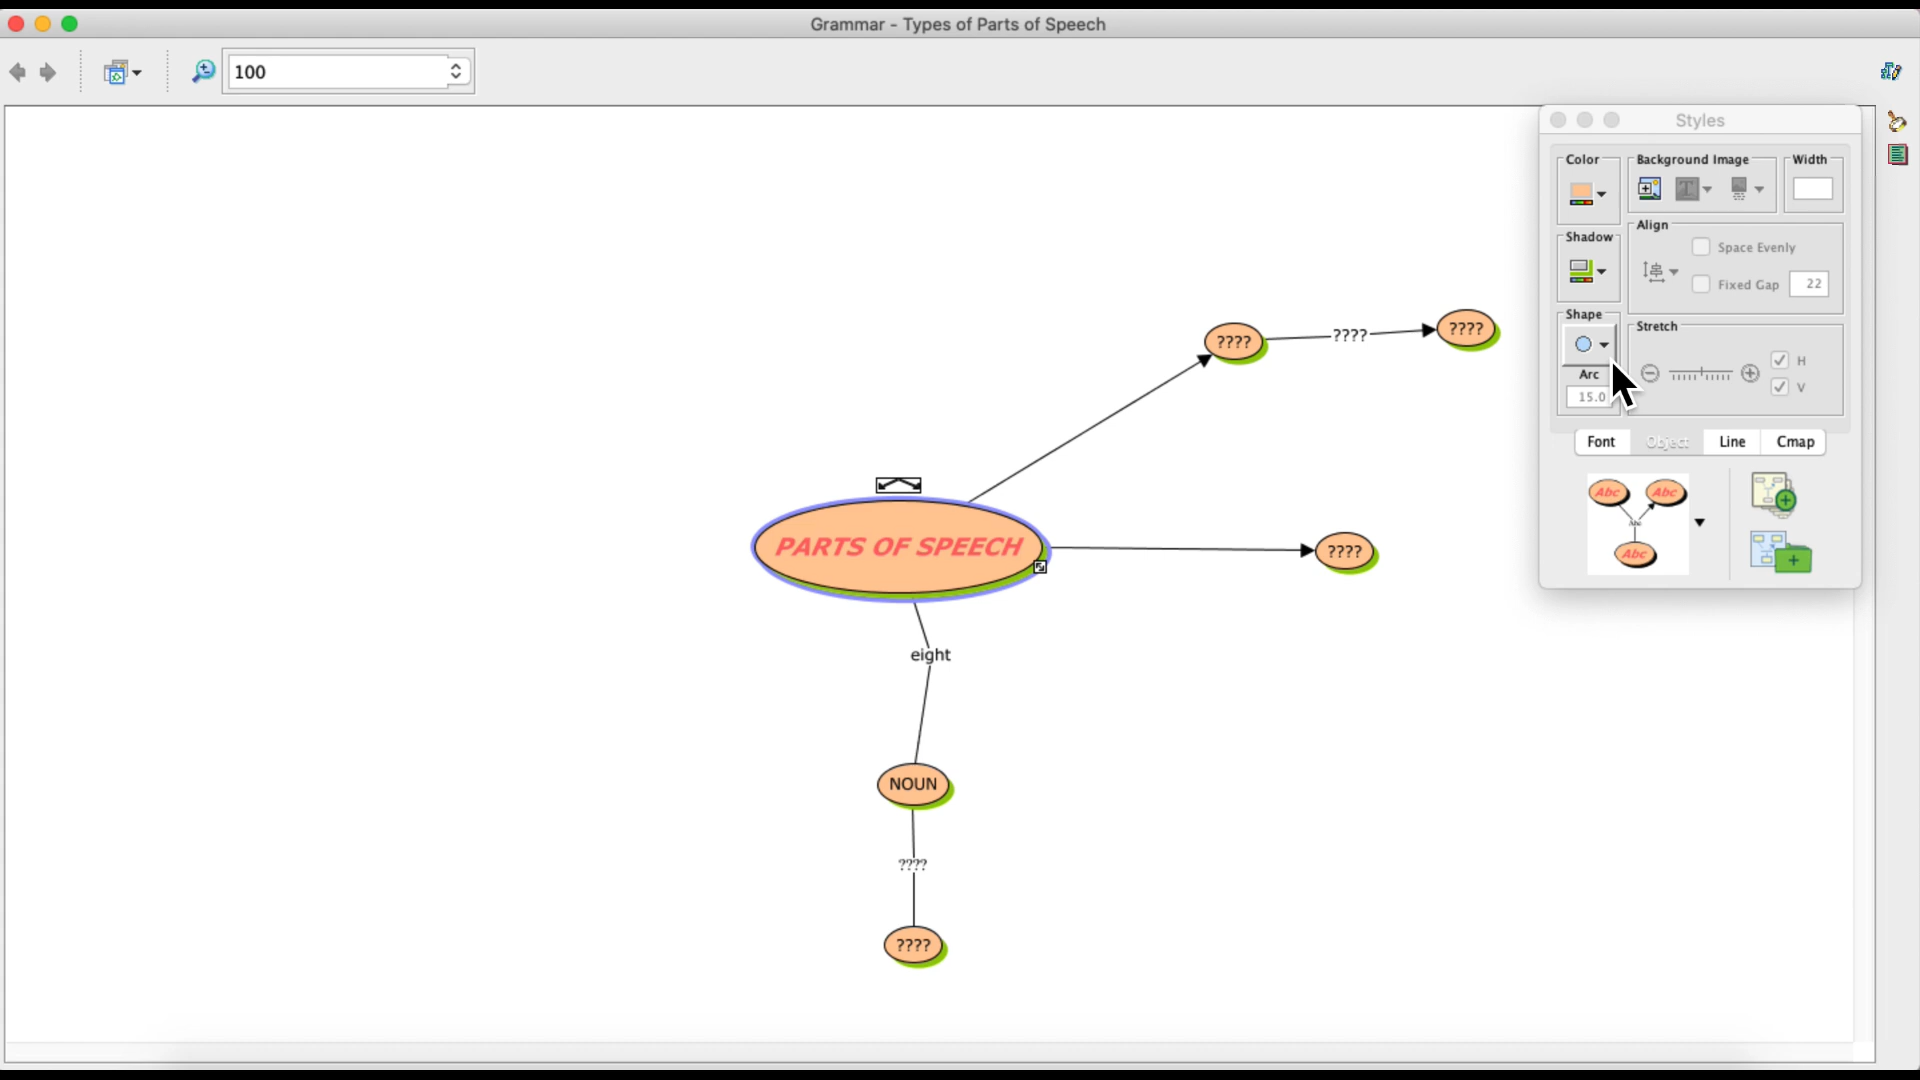 Grammar - Types of Parts of Speech
100
Styles
Color
Background Image
Width
Shadow
Align
Space Evenly
Fixed Gap
22
Shape
Stretch
H
Arc
15.0
V
Font
Object
Line
Cmap
Abc
Abc
Abc
Abc
????
????
????
PARTS OF SPEECH
????
eight
NOUN
????
????